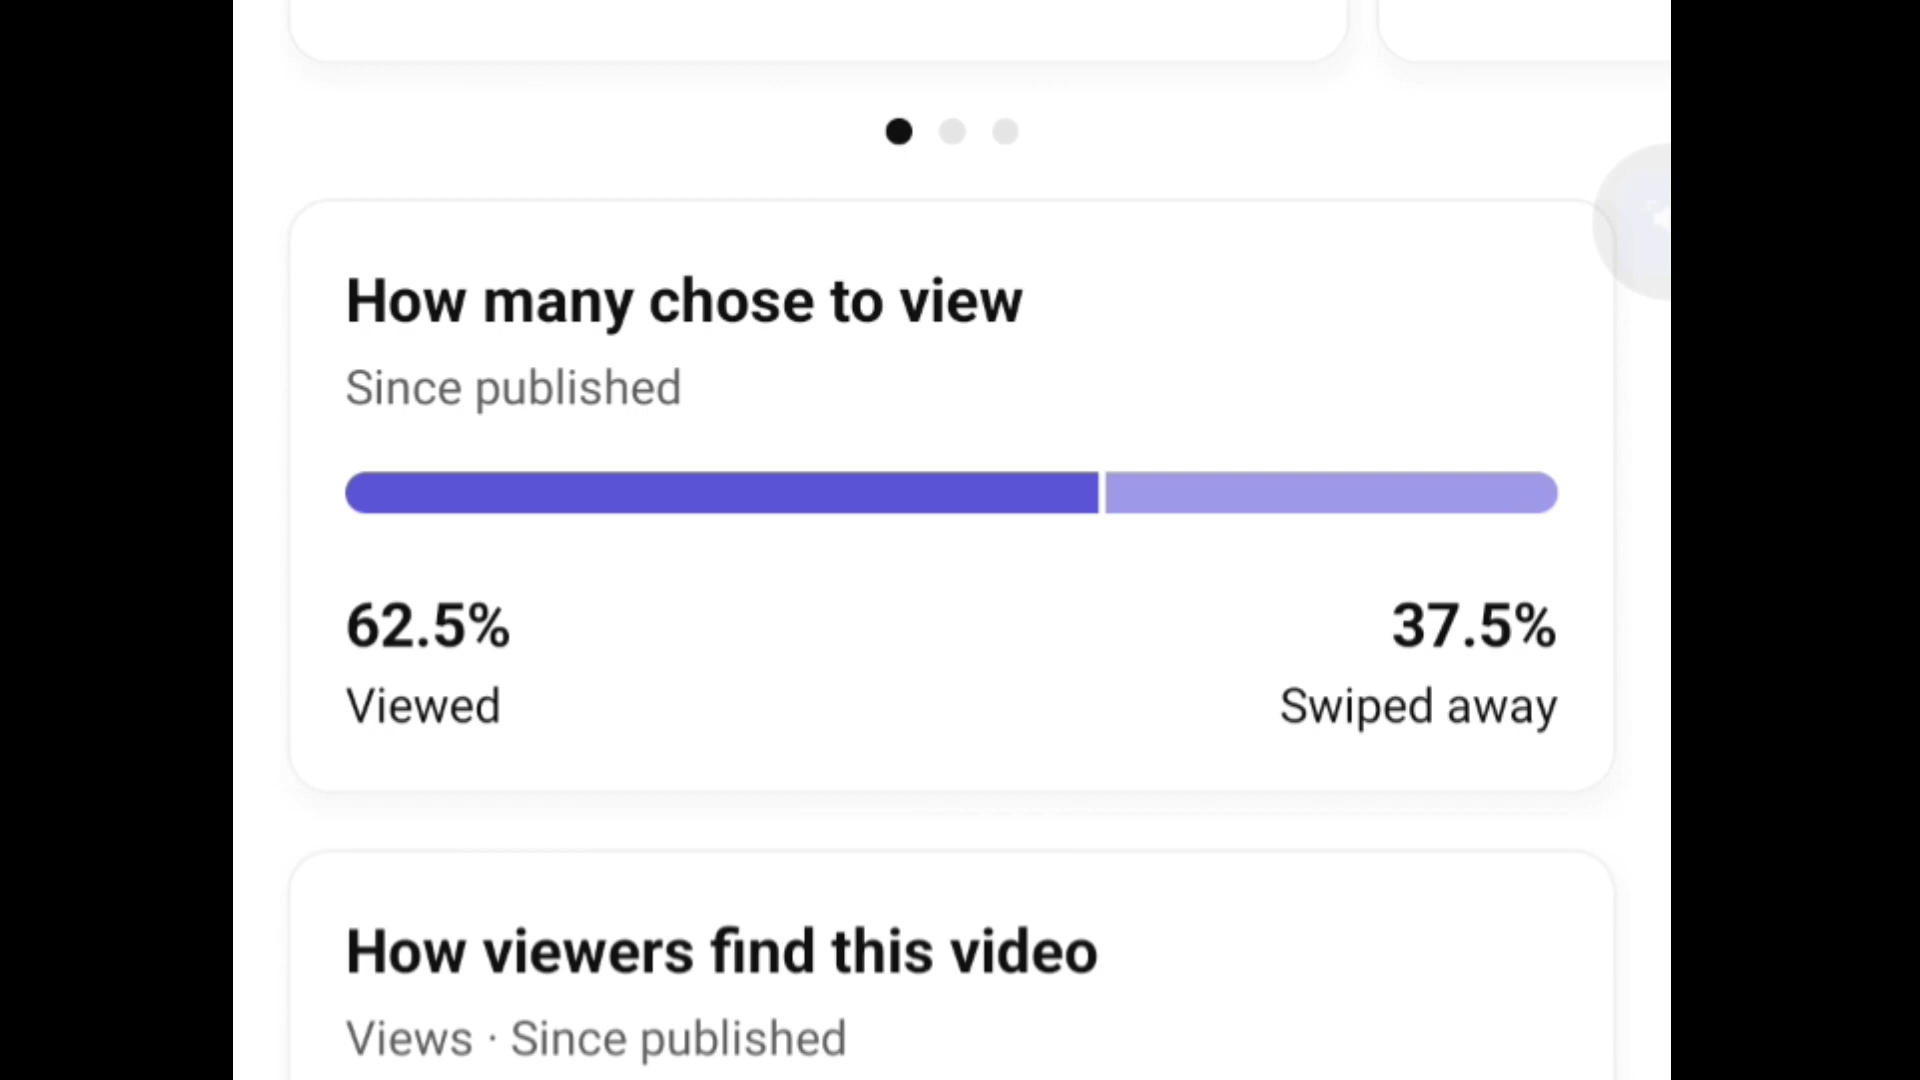 How many chose to view
Since published
62.5% 37.5%
Viewed Swiped away
How viewers find this video
Views · Since published